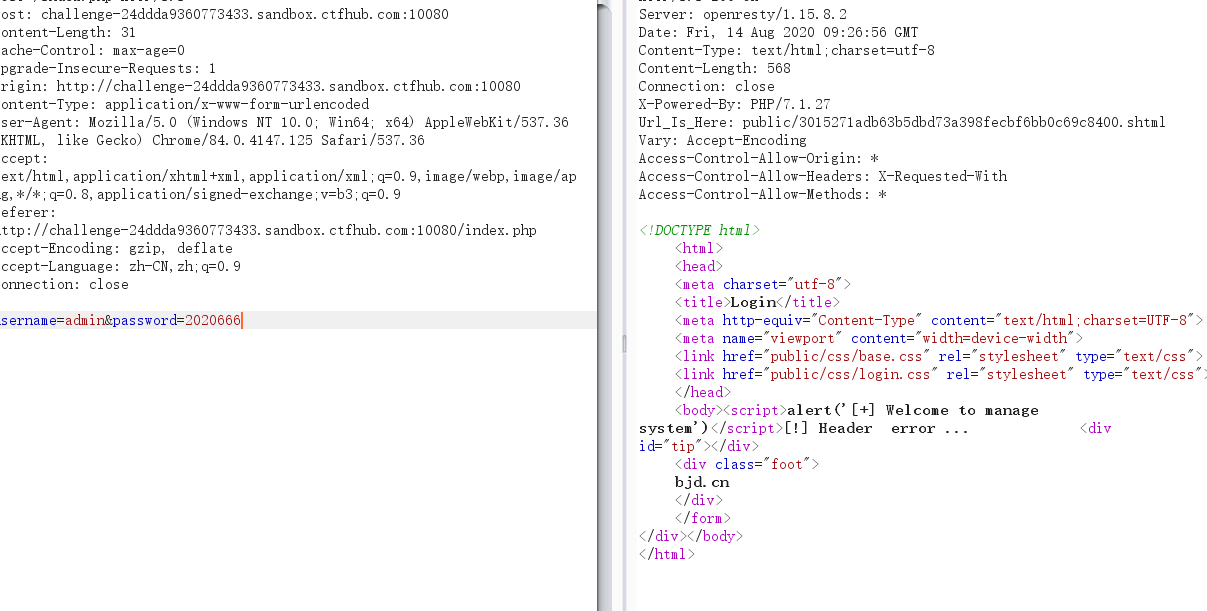 ost: challenge-24ddda9360773433.sandbox.ctfhub.com:10080
ontent-Length: 31
ache-Control: max-age=0
pgrade-Insecure-Requests: 1
rigin: http://challenge-24ddda9360773433.sandbox.ctfhub.com:10080
ontent-Type: application/x-www-form-urlencoded
ser-Agent: Mozilla/5.0 (Windows NT 10.0; Win64; x64) AppleWebKit/537.36
KHTML, like Gecko) Chrome/84.0.4147.125 Safari/537.36
ccept:
ext/html,application/xhtml+xml,application/xml;q=0.9,image/webp,image/ap
g,*/*;q=0.8,application/signed-exchange;v=b3;q=0.9
eferer:
ttp://challenge-24ddda9360773433.sandbox.ctfhub.com:10080/index.php
ccept-Encoding: gzip, deflate
ccept-Language: zh-CN,zh;q=0.9
onnection: close
sername=admin&password=2020666
Server: openresty/1.15.8.2
Date: Fri, 14 Aug 2020 09:26:56 GMT
Content-Type: text/html;charset=utf-8
Content-Length: 568
Connection: close
X-Powered-By: PHP/7.1.27
Url_Is_Here: public/3015271adb63b5dbd73a398fecbf6bb0c69c8400.shtml
Vary: Accept-Encoding
Access-Control-Allow-Origin: *
Access-Control-Allow-Headers: X-Requested-With
Access-Control-Allow-Methods: *
<!DOCTYPE html>
<html>
<head>
<meta charset="utf-8">
<title>Login</title>
<meta http-equiv="Content-Type" content="text/html;charset=UTF-8">
<meta name="viewport" content="width=device-width">
<link href="public/css/base.css" rel="stylesheet" type="text/css">
<link href="public/css/login.css" rel="stylesheet" type="text/css">
</head>
<body><script>alert('[+] Welcome to manage
system')</script>[!] Header  error ... <div
id="tip"></div>
<div class="foot">
bjd.cn
</div>
</form>
</div></body>
</html>